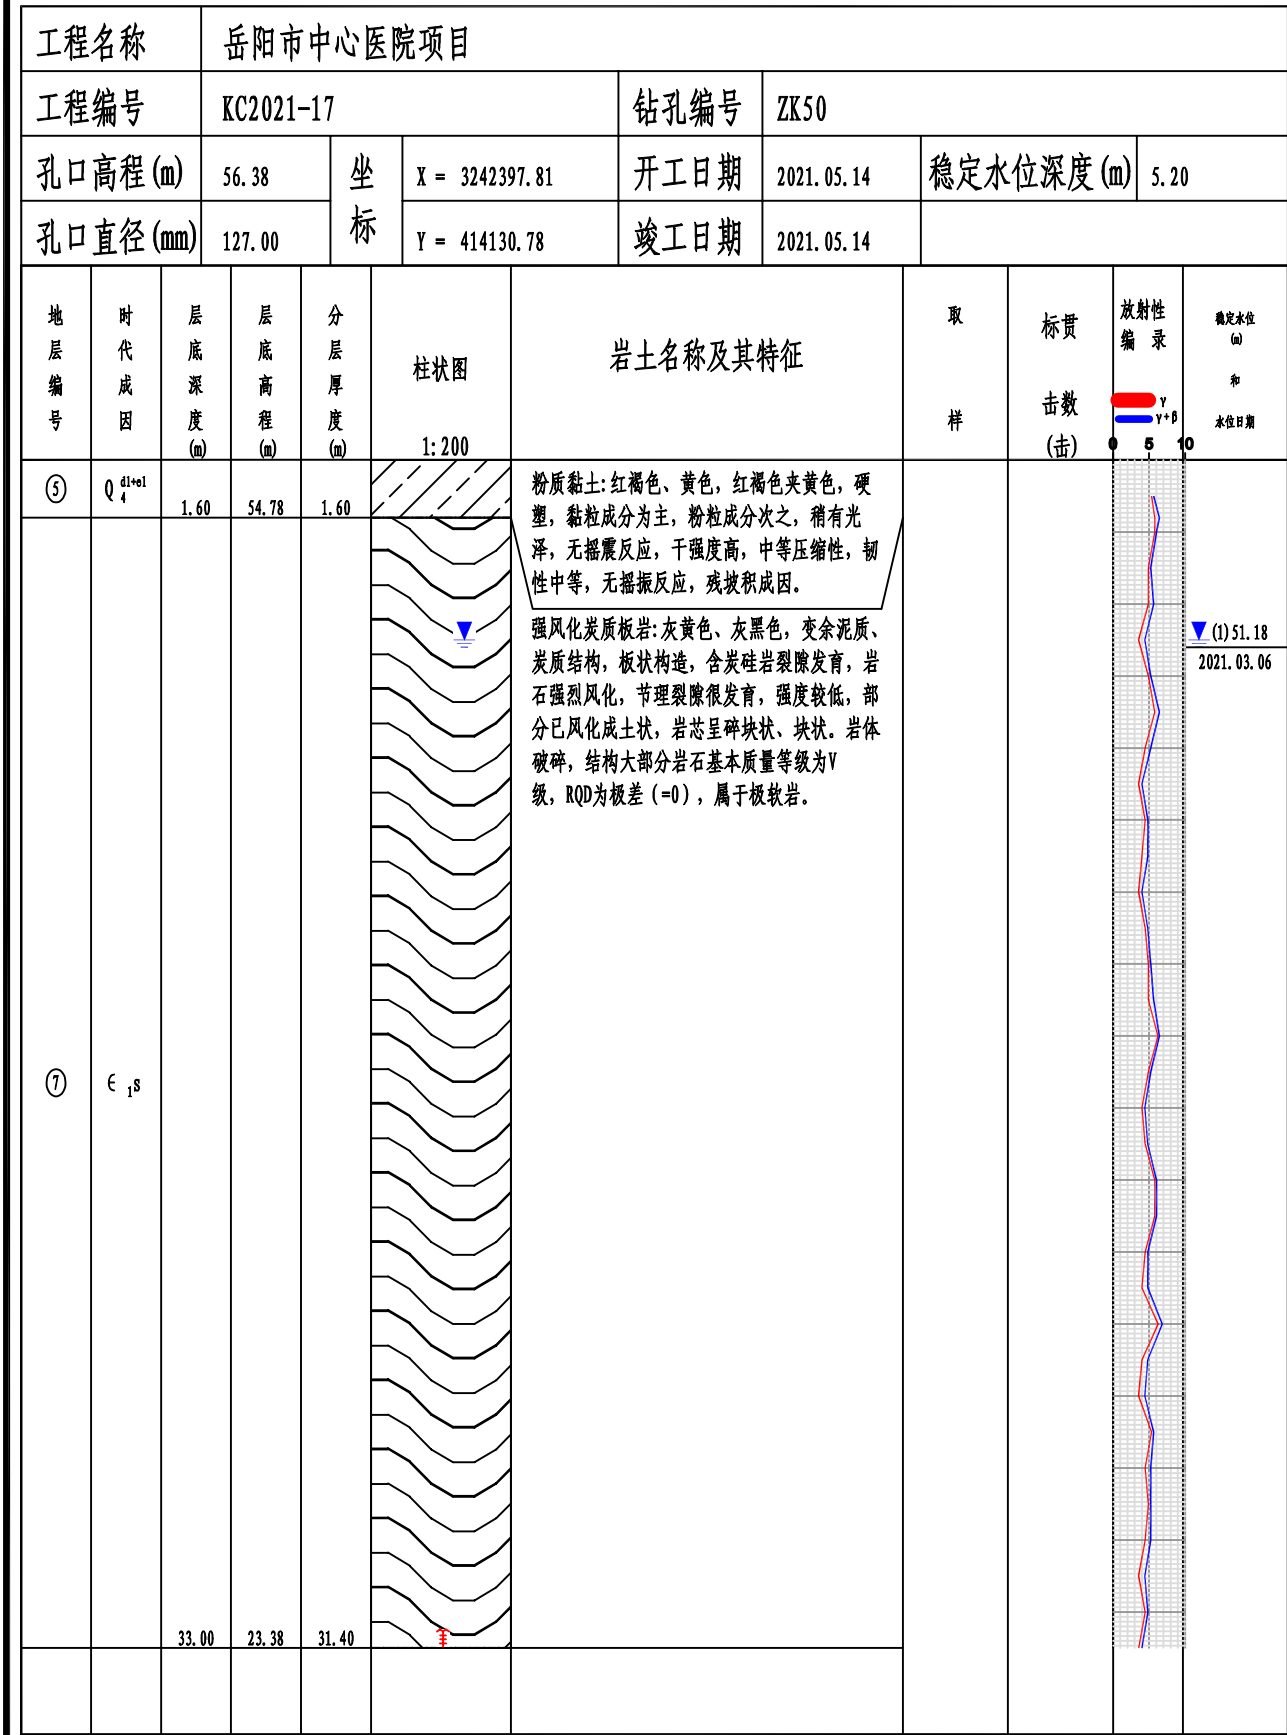 工程名称 岳阳市中心医院项目
工程编号 KC2021-17 钻孔编号 ZK50
孔口高程(m) 56.38 坐标 X = 3242397.81 开工日期 2021.05.14 稳定水位深度(m) 5.20
孔口直径(mm) 127.00 Y = 414130.78 竣工日期 2021.05.14
地层编号
时代成因
层底深度(m)
层底高程(m)
分层厚度(m)
柱状图
1:200
岩土名称及其特征
取样
标贯
击数
(击)
放射性
编 录
γ
γ+β
0 5 10
稳定水位
(m)
和
水位日期
⑤ Q 4 dl+el 1.60 54.78 1.60
粉质黏土:红褐色、黄色，红褐色夹黄色，硬
塑，黏粒成分为主，粉粒成分次之，稍有光
泽，无摇震反应，干强度高，中等压缩性，韧
性中等，无摇振反应，残坡积成因。
强风化炭质板岩:灰黄色、灰黑色，变余泥质、
炭质结构，板状构造，含炭硅岩裂隙发育，岩
石强烈风化，节理裂隙很发育，强度较低，部
分已风化成土状，岩芯呈碎块状、块状。岩体
破碎，结构大部分岩石基本质量等级为V
级，RQD为极差（=0），属于极软岩。
(1)51.18
2021.03.06
⑦ ∈ 1s
33.00 23.38 31.40